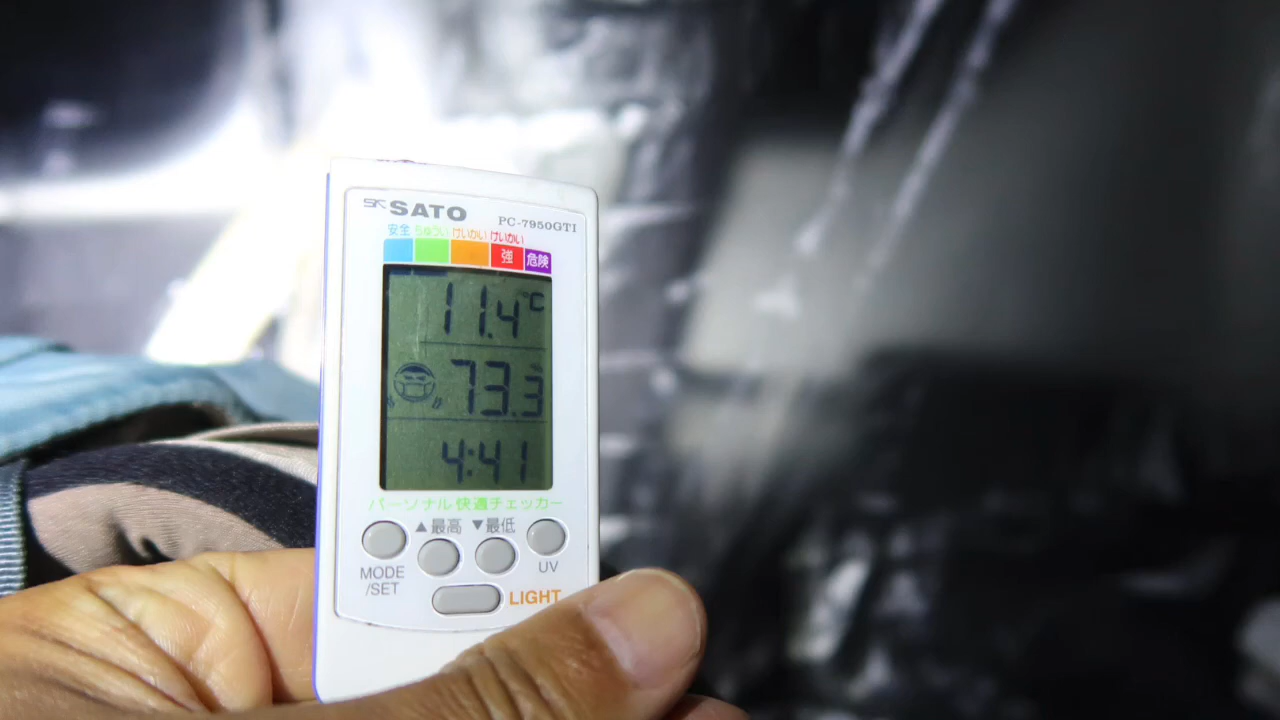 SK SATO
PC-7950GTI
安全 ちゅうい けいかい けいかい
強 危険
11.4°C
73.3%
4:41
パーソナル快適チェッカー
▲最高 ▼最低
MODE
/SET
UV
LIGHT